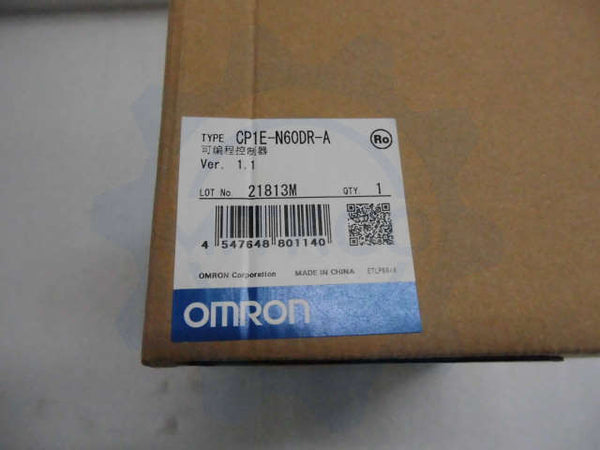 TYPE CP1E-N60DR-A
Ro
可编程控制器
Ver. 1.1
LOT No. 21813M QTY. 1
4 547648 801140
OMRON Corporation MADE IN CHINA
OMRON